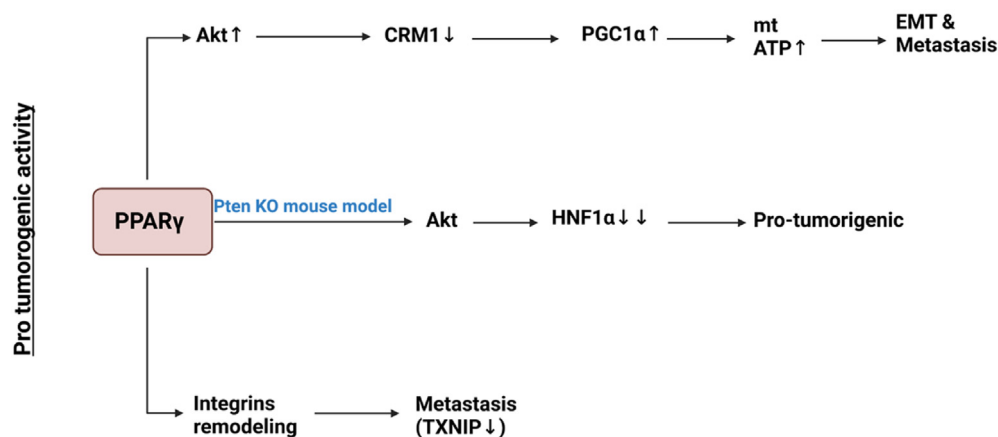 Pro tumorogenic activity
Akt↑
CRM1↓
PGC1α↑
mt
ATP↑
EMT &
Metastasis
PPARγ
Pten KO mouse model
Akt
HNF1α↓↓
Pro-tumorigenic
Integrins
remodeling
Metastasis
(TXNIP↓)